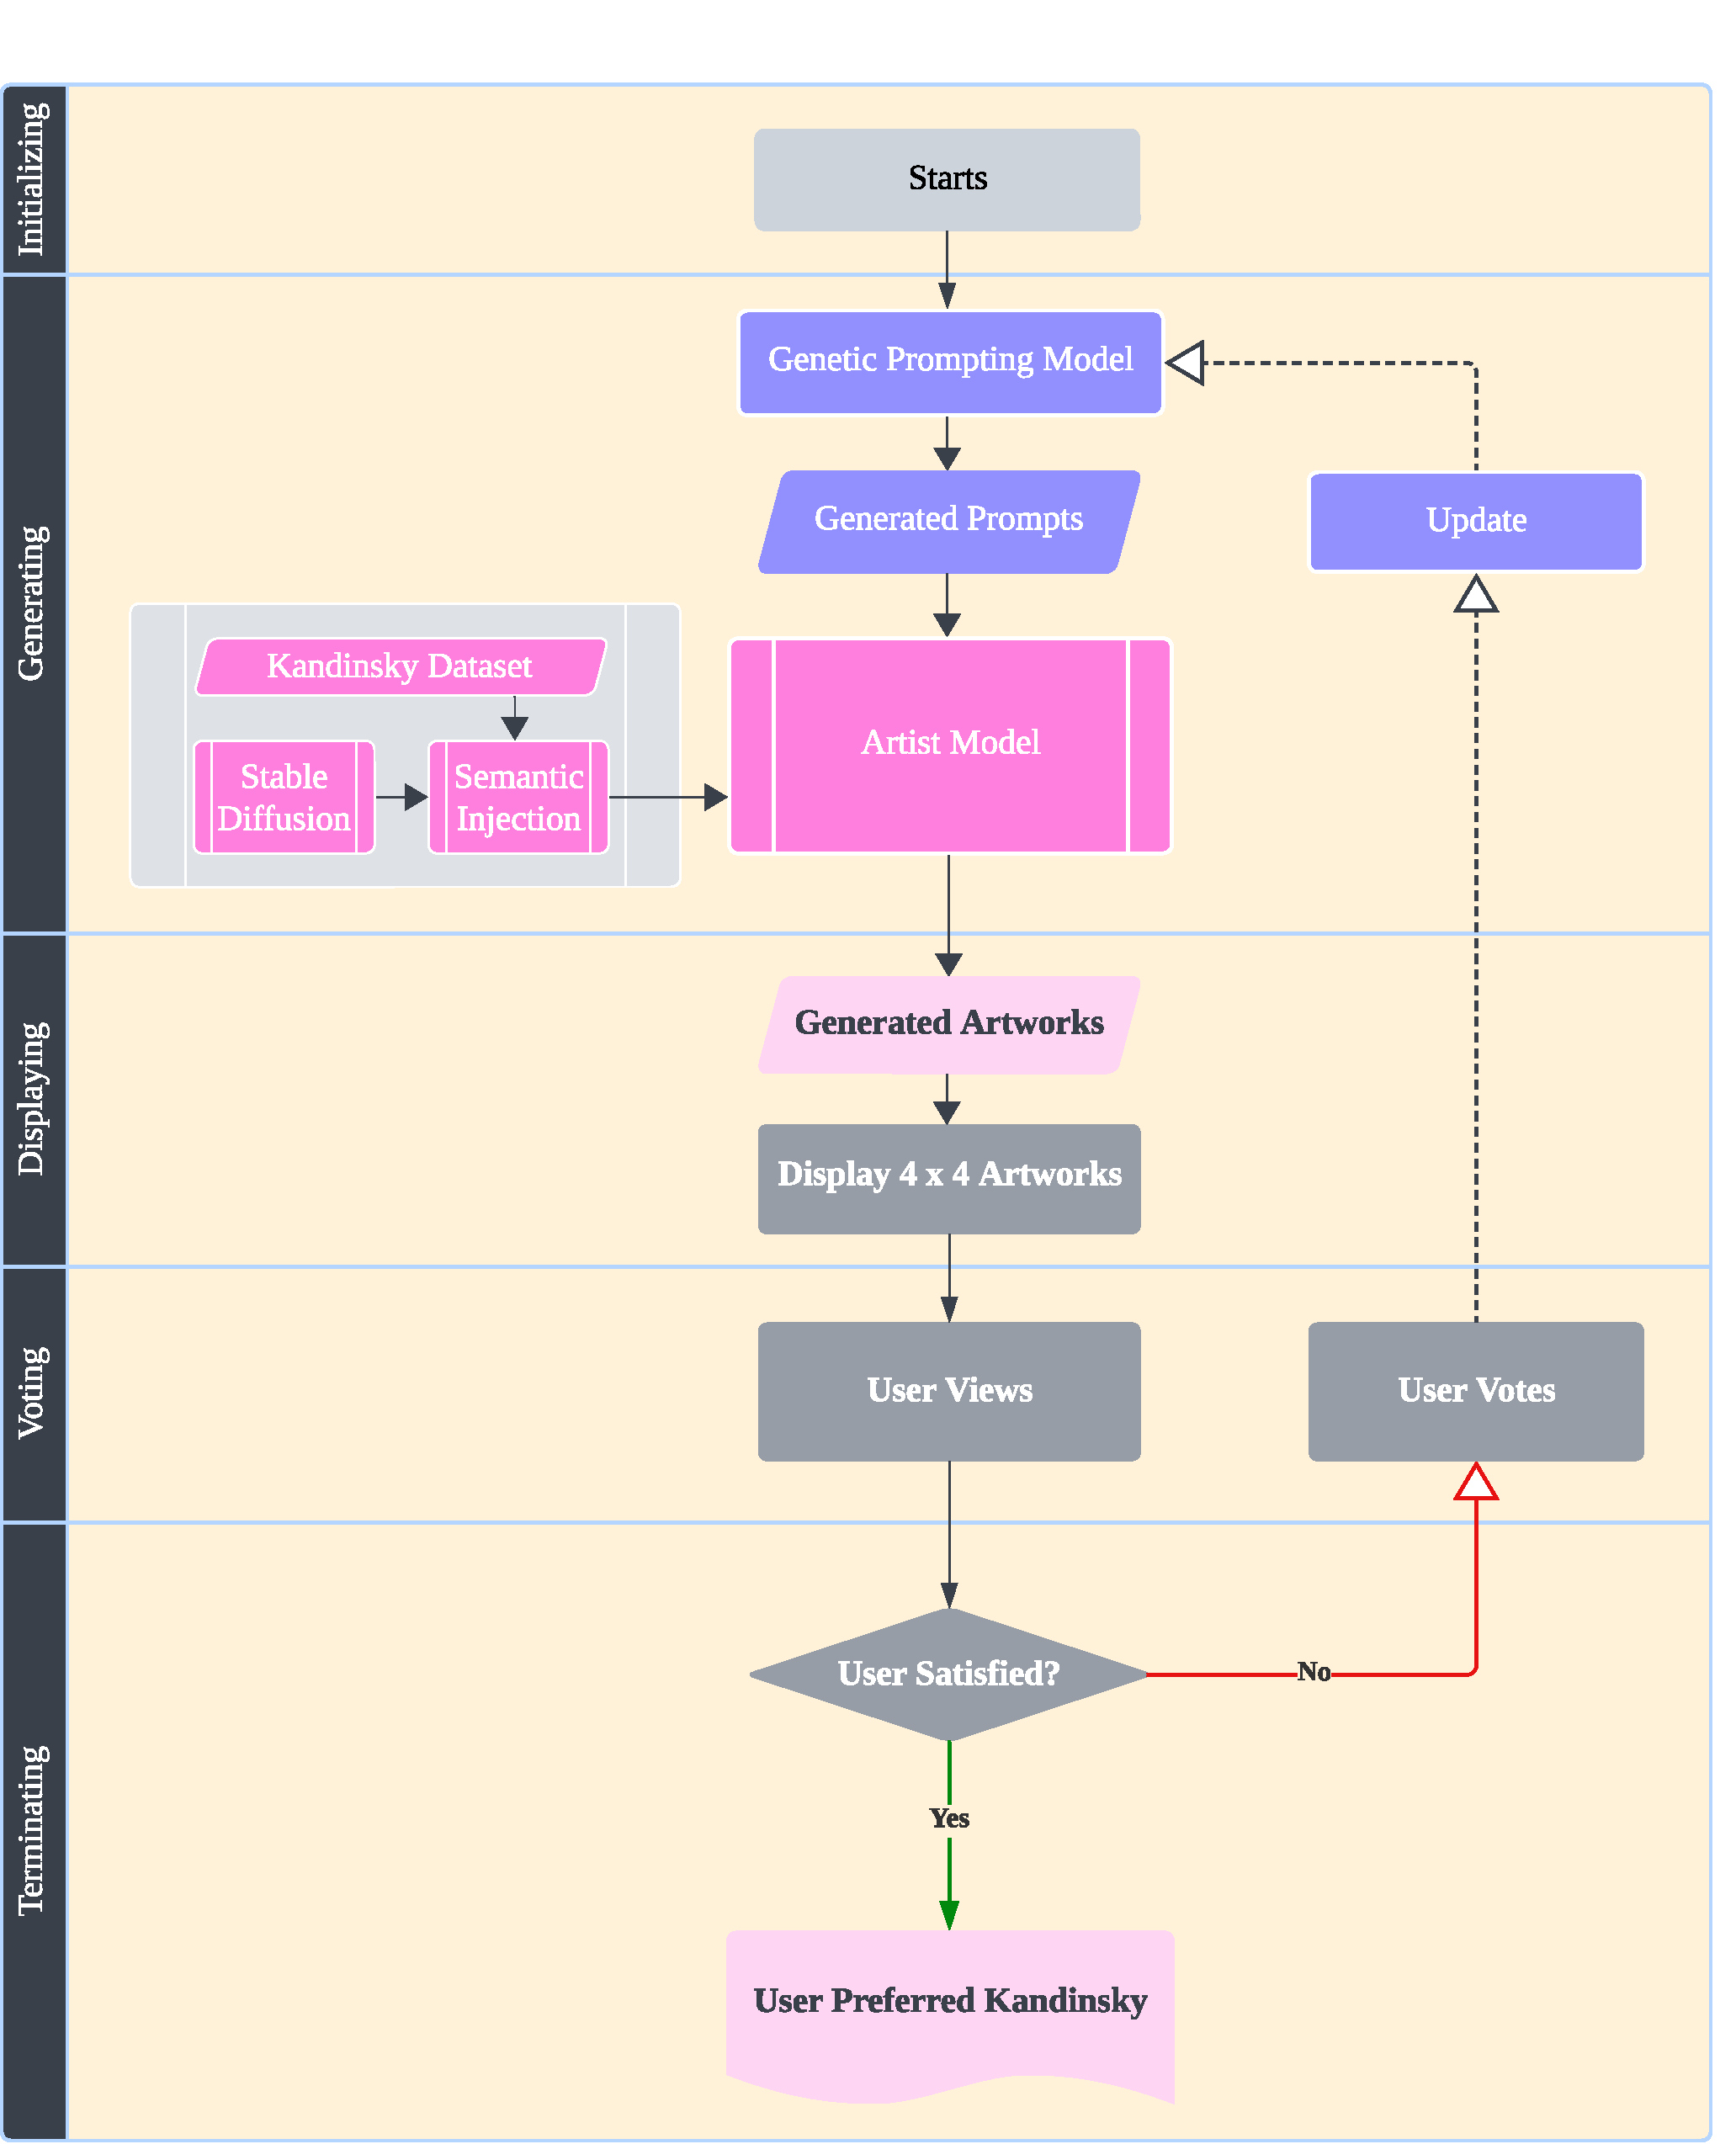 Initializing
Starts
Generating
Genetic Prompting Model
Generated Prompts
Update
Kandinsky Dataset
Stable
Diffusion
Semantic
Injection
Artist Model
Displaying
Generated Artworks
Display 4 x 4 Artworks
Voting
User Views
User Votes
Terminating
User Satisfied?
No
Yes
User Preferred Kandinsky